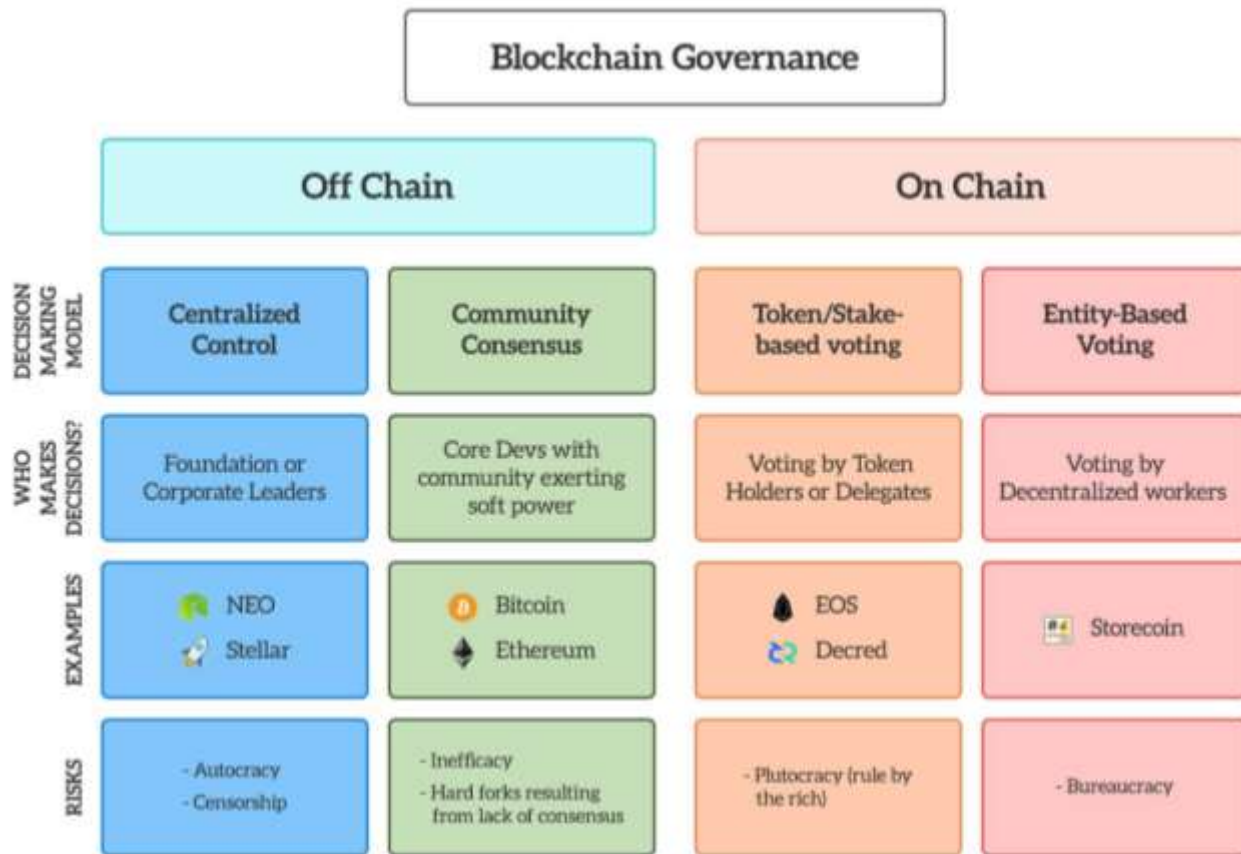 Blockchain Governance
Off Chain
On Chain
DECISION
MAKING
MODEL
Centralized
Control
Community
Consensus
Token/Stake-
based voting
Entity-Based
Voting
WHO
MAKES
DECISIONS?
Foundation or
Corporate Leaders
Core Devs with
community exerting
soft power
Voting by Token
Holders or Delegates
Voting by
Decentralized workers
EXAMPLES
NEO
Stellar
Bitcoin
Ethereum
EOS
Decred
Storecoin
RISKS
- Autocracy
- Censorship
- Inefficacy
- Hard forks resulting
from lack of consensus
- Plutocracy (rule by
the rich)
- Bureaucracy